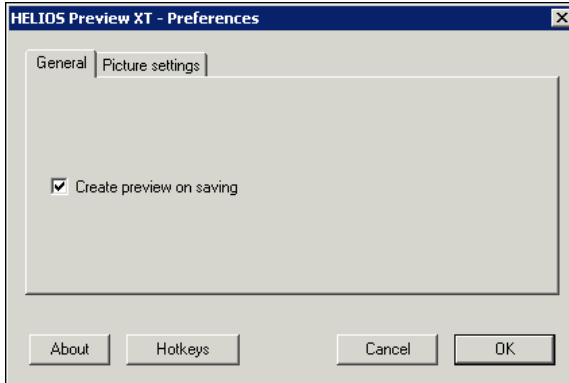 HELIOS Preview XT - Preferences
General Picture settings
Create preview on saving
About Hotkeys Cancel OK